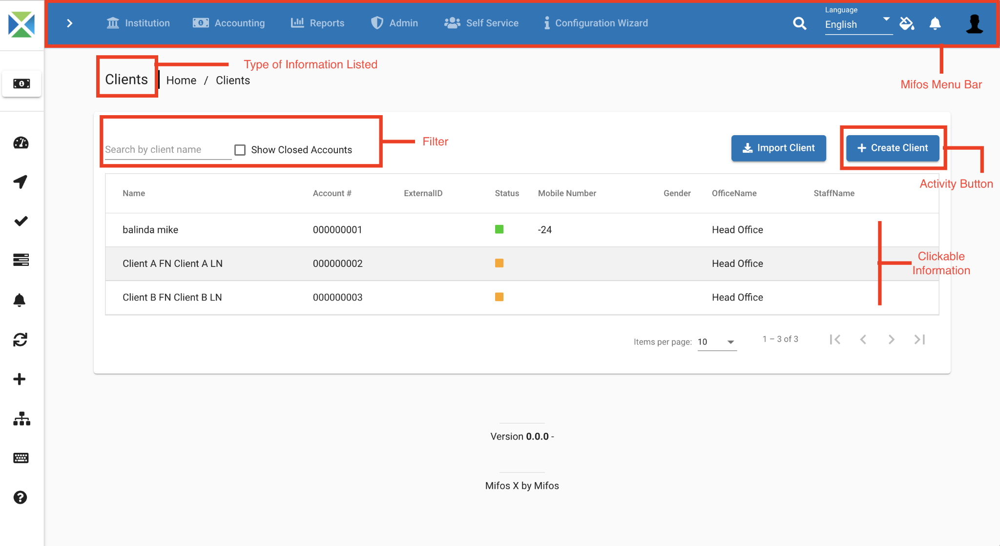 Institution Accounting Reports Admin Self Service Configuration Wizard
Language
English
Clients
Type of Information Listed
Home / Clients
Mifos Menu Bar
Search by client name
Show Closed Accounts
Filter
Import Client
Create Client
Activity Button
Name Account # ExternalID Status Mobile Number Gender OfficeName StaffName
balinda mike 000000001 -24 Head Office
Client A FN Client A LN 000000002 Head Office
Client B FN Client B LN 000000003 Head Office
Clickable
Information
Items per page: 10 1 – 3 of 3
Version 0.0.0 -
Mifos X by Mifos